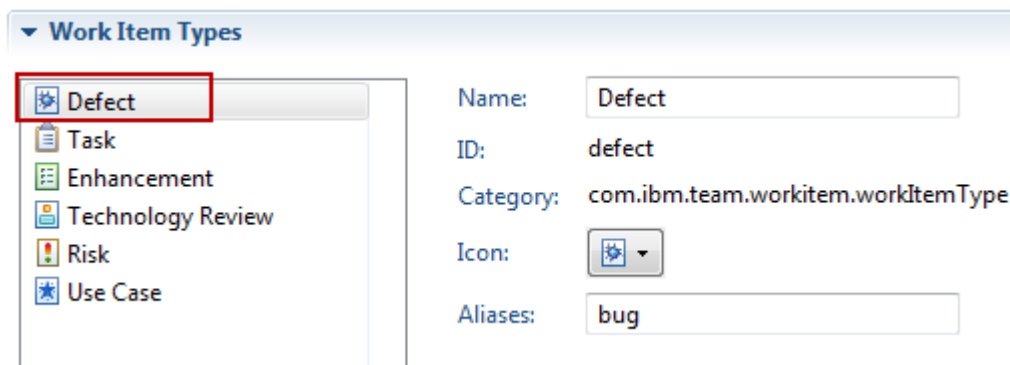 Work Item Types
Defect
Task
Enhancement
Technology Review
Risk
Use Case
Name: Defect
ID: defect
Category: com.ibm.team.workitem.workItemType
Icon:
Aliases: bug